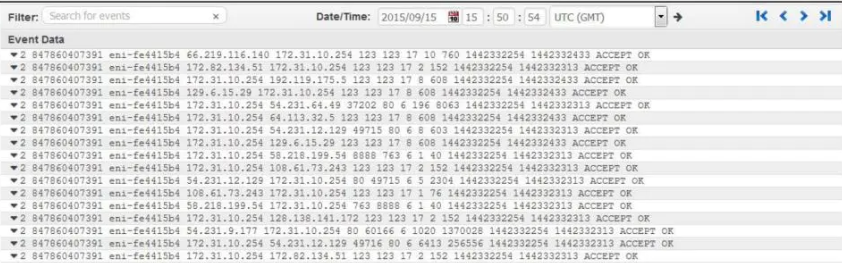 Filter: Search for events × Date/Time: 2015/09/15 15 : 50 : 54 UTC (GMT)
Event Data
2 847860407391 eni-fe4415b4 66.219.116.140 172.31.10.254 123 123 17 10 760 1442332254 1442332433 ACCEPT OK
2 847860407391 eni-fe4415b4 172.82.134.51 172.31.10.254 123 123 17 2 152 1442332254 1442332313 ACCEPT OK
2 847860407391 eni-fe4415b4 172.31.10.254 192.119.175.5 123 123 17 8 608 1442332254 1442332433 ACCEPT OK
2 847860407391 eni-fe4415b4 129.6.15.29 172.31.10.254 123 123 17 8 608 1442332254 1442332433 ACCEPT OK
2 847860407391 eni-fe4415b4 172.31.10.254 54.231.64.49 37202 80 6 196 8063 1442332254 1442332313 ACCEPT OK
2 847860407391 eni-fe4415b4 172.31.10.254 64.113.32.5 123 123 17 8 608 1442332254 1442332433 ACCEPT OK
2 847860407391 eni-fe4415b4 172.31.10.254 54.231.12.129 49715 80 6 8 603 1442332254 1442332313 ACCEPT OK
2 847860407391 eni-fe4415b4 172.31.10.254 129.6.15.29 123 123 17 8 608 1442332254 1442332433 ACCEPT OK
2 847860407391 eni-fe4415b4 172.31.10.254 58.218.199.54 8888 763 6 1 40 1442332254 1442332313 ACCEPT OK
2 847860407391 eni-fe4415b4 172.31.10.254 108.61.73.243 123 123 17 2 152 1442332254 1442332313 ACCEPT OK
2 847860407391 eni-fe4415b4 54.231.12.129 172.31.10.254 80 49715 6 5 2304 1442332254 1442332313 ACCEPT OK
2 847860407391 eni-fe4415b4 108.61.73.243 172.31.10.254 123 123 17 1 76 1442332254 1442332313 ACCEPT OK
2 847860407391 eni-fe4415b4 58.218.199.54 172.31.10.254 763 8888 6 1 40 1442332254 1442332313 ACCEPT OK
2 847860407391 eni-fe4415b4 172.31.10.254 128.138.141.172 123 123 17 2 152 1442332254 1442332313 ACCEPT OK
2 847860407391 eni-fe4415b4 54.231.9.177 172.31.10.254 80 60166 6 1020 1370028 1442332254 1442332313 ACCEPT OK
2 847860407391 eni-fe4415b4 172.31.10.254 54.231.12.129 49716 80 6 6413 256556 1442332254 1442332313 ACCEPT OK
2 847860407391 eni-fe4415b4 172.31.10.254 172.82.134.51 123 123 17 2 152 1442332254 1442332313 ACCEPT OK